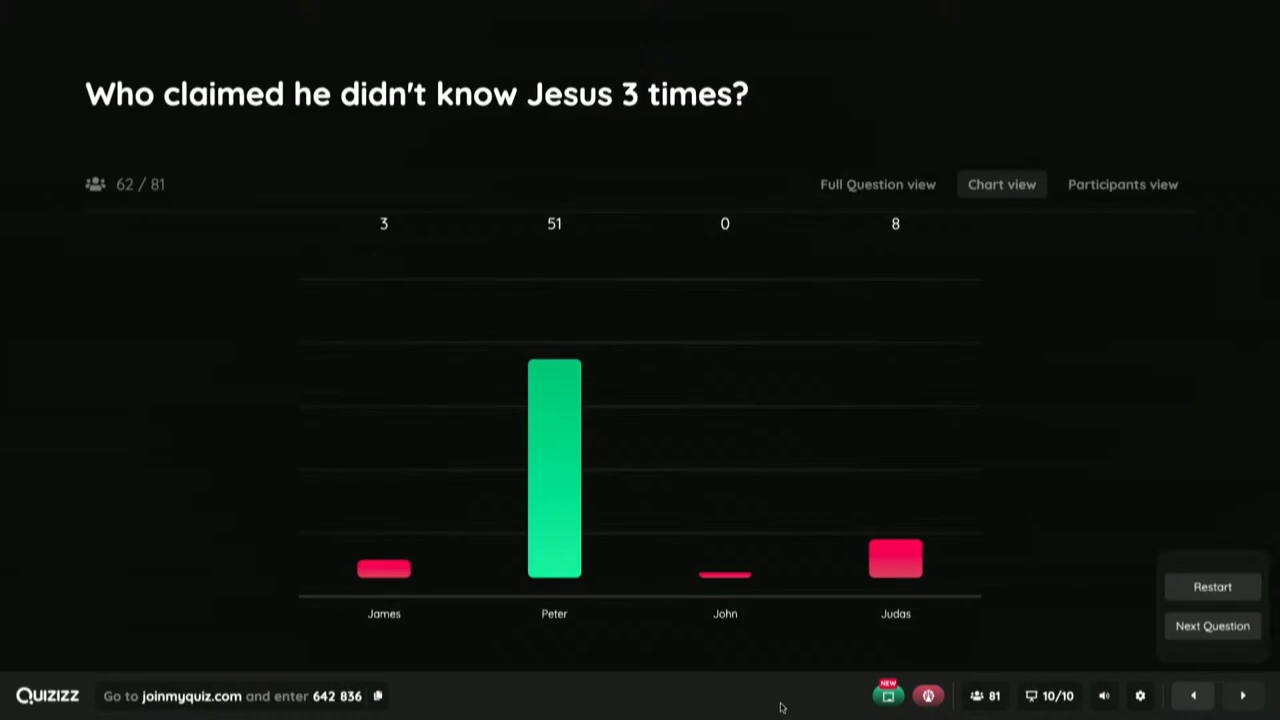 Who claimed he didn't know Jesus 3 times?
62 / 81
Full Question view
Chart view
Participants view
3
51
0
8
James
Peter
John
Judas
Restart
Next Question
QUIZIZZ
Go to joinmyquiz.com and enter 642 836
NEW
81
10/10